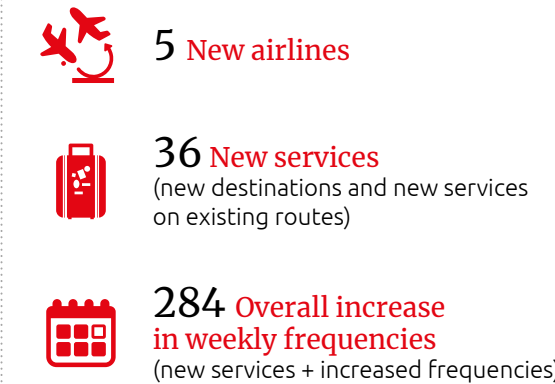 5 New airlines
36 New services
(new destinations and new services
on existing routes)
284 Overall increase
in weekly frequencies
(new services + increased frequencies)